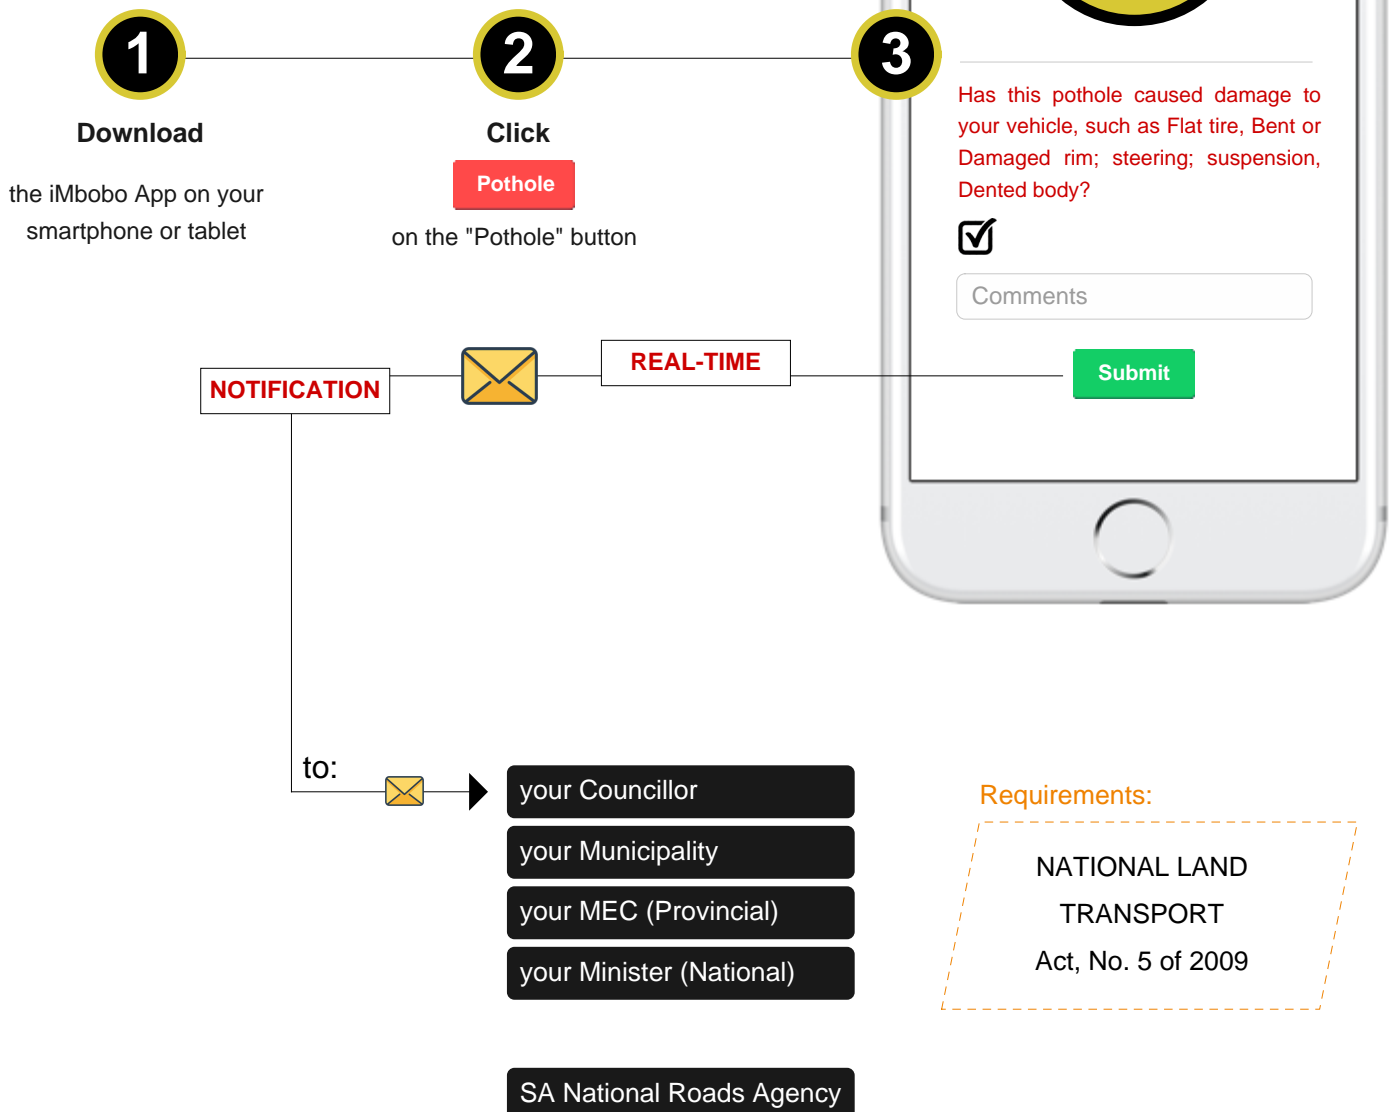 1
2
3
Download
the iMbobo App on your
smartphone or tablet
Click
Pothole
on the "Pothole" button
Has this pothole caused damage to
your vehicle, such as Flat tire, Bent or
Damaged rim; steering; suspension,
Dented body?
Comments
Submit
REAL-TIME
NOTIFICATION
to:
your Councillor
your Municipality
your MEC (Provincial)
your Minister (National)
SA National Roads Agency
Requirements:
NATIONAL LAND
TRANSPORT
Act, No. 5 of 2009